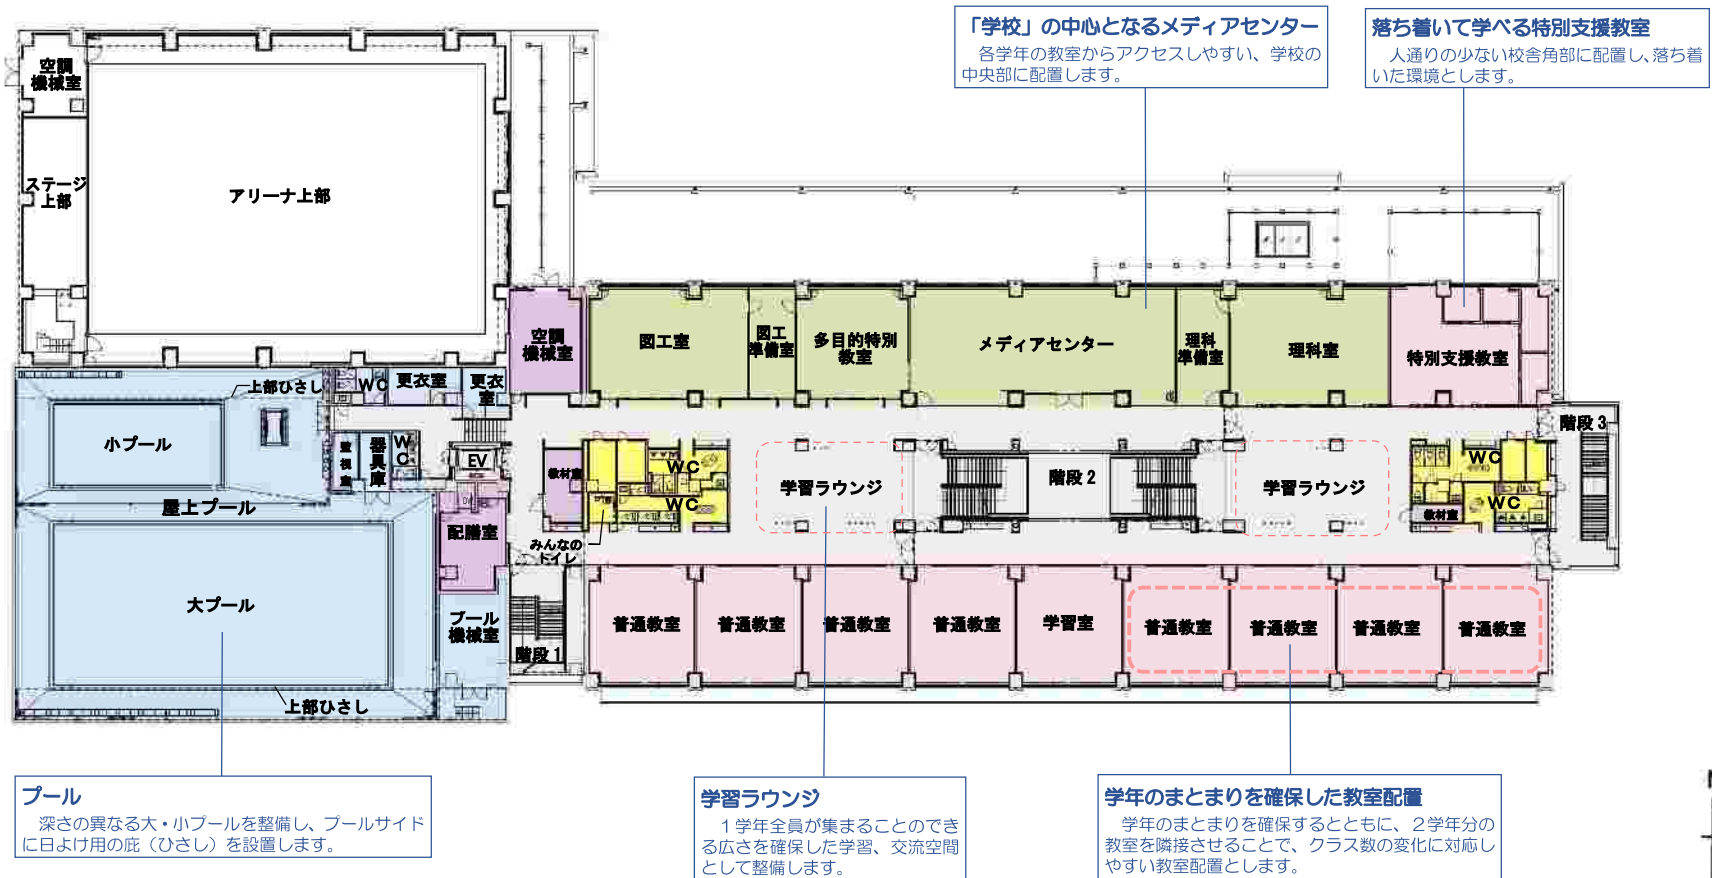 「学校」の中心となるメディアセンター
各学年の教室からアクセスしやすい、学校の
中央部に配置します。
落ち着いて学べる特別支援教室
人通りの少ない校舎角部に配置し、落ち着
いた環境とします。
空調
機械室
ステージ
上部
アリーナ上部
空調
機械室
図工室
図工
準備室
多目的特別
教室
メディアセンター
理科
準備室
理科室
特別支援教室
上部ひさし
WC
更衣室
更衣
室
小プール
監視室
器具庫
WC
EV
教材室
WC
WC
学習ラウンジ
階段2
学習ラウンジ
WC
WC
教材室
階段3
屋上プール
配膳室
みんなの
トイレ
大プール
プール
機械室
階段1
上部ひさし
普通教室
普通教室
普通教室
普通教室
学習室
普通教室
普通教室
普通教室
普通教室
プール
深さの異なる大・小プールを整備し、プールサイド
に日よけ用の庇（ひさし）を設置します。
学習ラウンジ
１学年全員が集まることのでき
る広さを確保した学習、交流空間
として整備します。
学年のまとまりを確保した教室配置
学年のまとまりを確保するとともに、２学年分の
教室を隣接させることで、クラス数の変化に対応し
やすい教室配置とします。